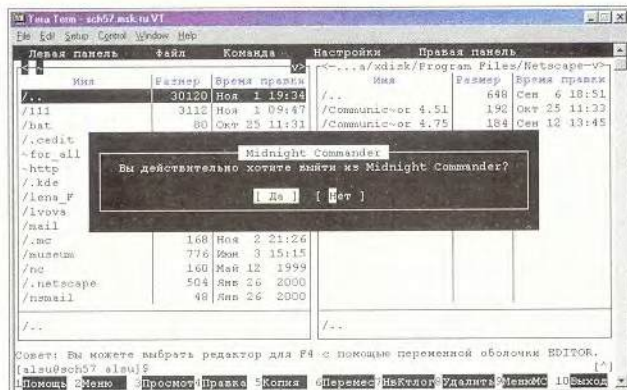 Tera Term - sch57.msk.ru VT
File Edit Setup Control Window Help
Левая панель Файл Команда Настройки Правая панель
<~ v> <-...a/xdisk/Program Files/Netscape-v>
Имя Размер Время правки Имя Размер Время правки
/.. 30120 Ноя 1 19:34 /.. 648 Сен 6 18:51
/111 3112 Ноя 1 09:47 /Communic~or 4.51 192 Окт 25 11:33
/bat 80 Окт 25 11:31 /Communic~or 4.75 184 Сен 12 13:45
/.cedit
~for_all Midnight Commander
~http Вы действительно хотите выйти из Midnight Commander?
/.kde
/lena_F [ Да ] [ Нет ]
/lvova
/mail
/.mc 168 Ноя 2 21:26
/museum 776 Июн 3 15:15
/nc 160 Май 12 1999
/.netscape 504 Янв 26 2000
/nsmail 48 Янв 26 2000
/.. /..
Совет: Вы можете выбрать редактор для F4 с помощью переменной оболочки EDITOR.
[alsu@sch57 alsu]$ [^]
1Помощь 2Меню 3Просмот4Правка 5Копия 6Перемес7НвКтлог8Удалить9МенюMC 10Выход